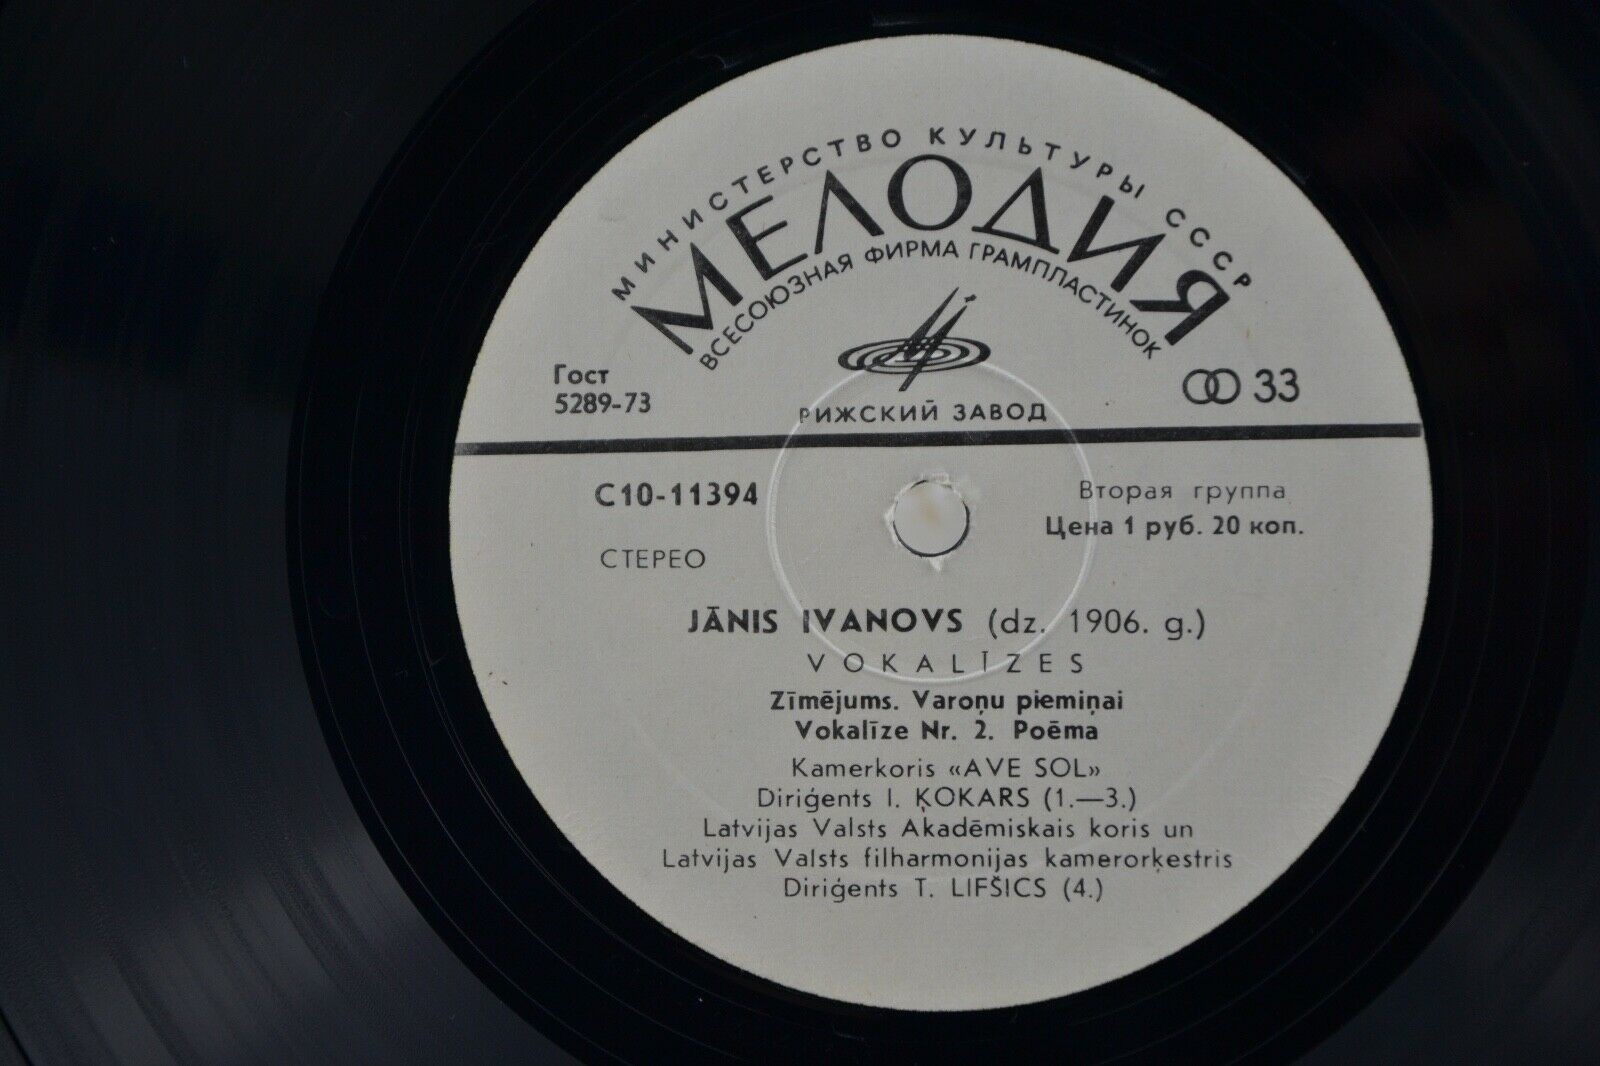 МИНИСТЕРСТВО КУЛЬТУРЫ СССР
МЕЛОДИЯ
ВСЕСОЮЗНАЯ ФИРМА ГРАМПЛАСТИНОК
Гост
5289-73
33
РИЖСКИЙ ЗАВОД
С10-11394
СТЕРЕО
Вторая группа
Цена 1 руб. 20 коп.
JĀNIS IVANOVS (dz. 1906. g.)
VOKALĪZES
Zīmējums. Varoņu piemiņai
Vokalīze Nr. 2. Poēma
Kamerkoris «AVE SOL»
Diriģents I. ĶOKARS (1.—3.)
Latvijas Valsts Akadēmiskais koris un
Latvijas Valsts filharmonijas kamerorķestris
Diriģents T. LIFŠICS (4.)